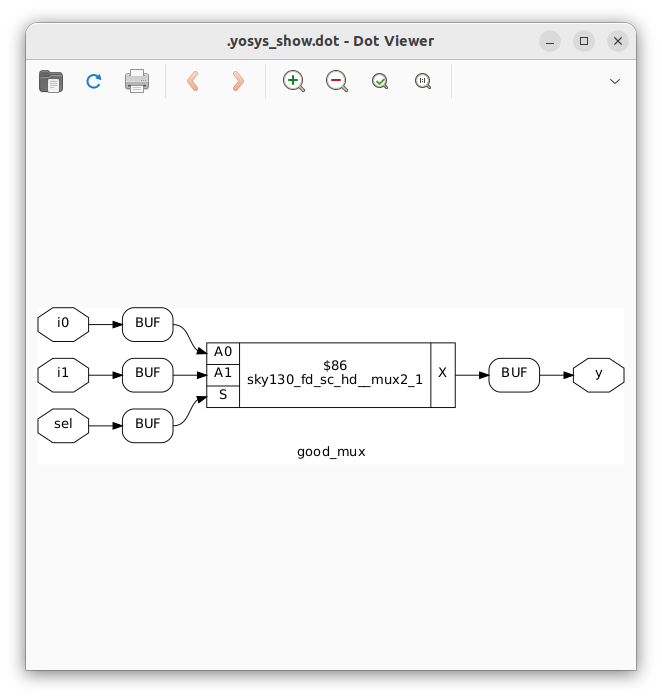 .yosys_show.dot - Dot Viewer
i0
BUF
A0
i1
BUF
A1
$86
sky130_fd_sc_hd__mux2_1
X
BUF
y
sel
BUF
S
good_mux